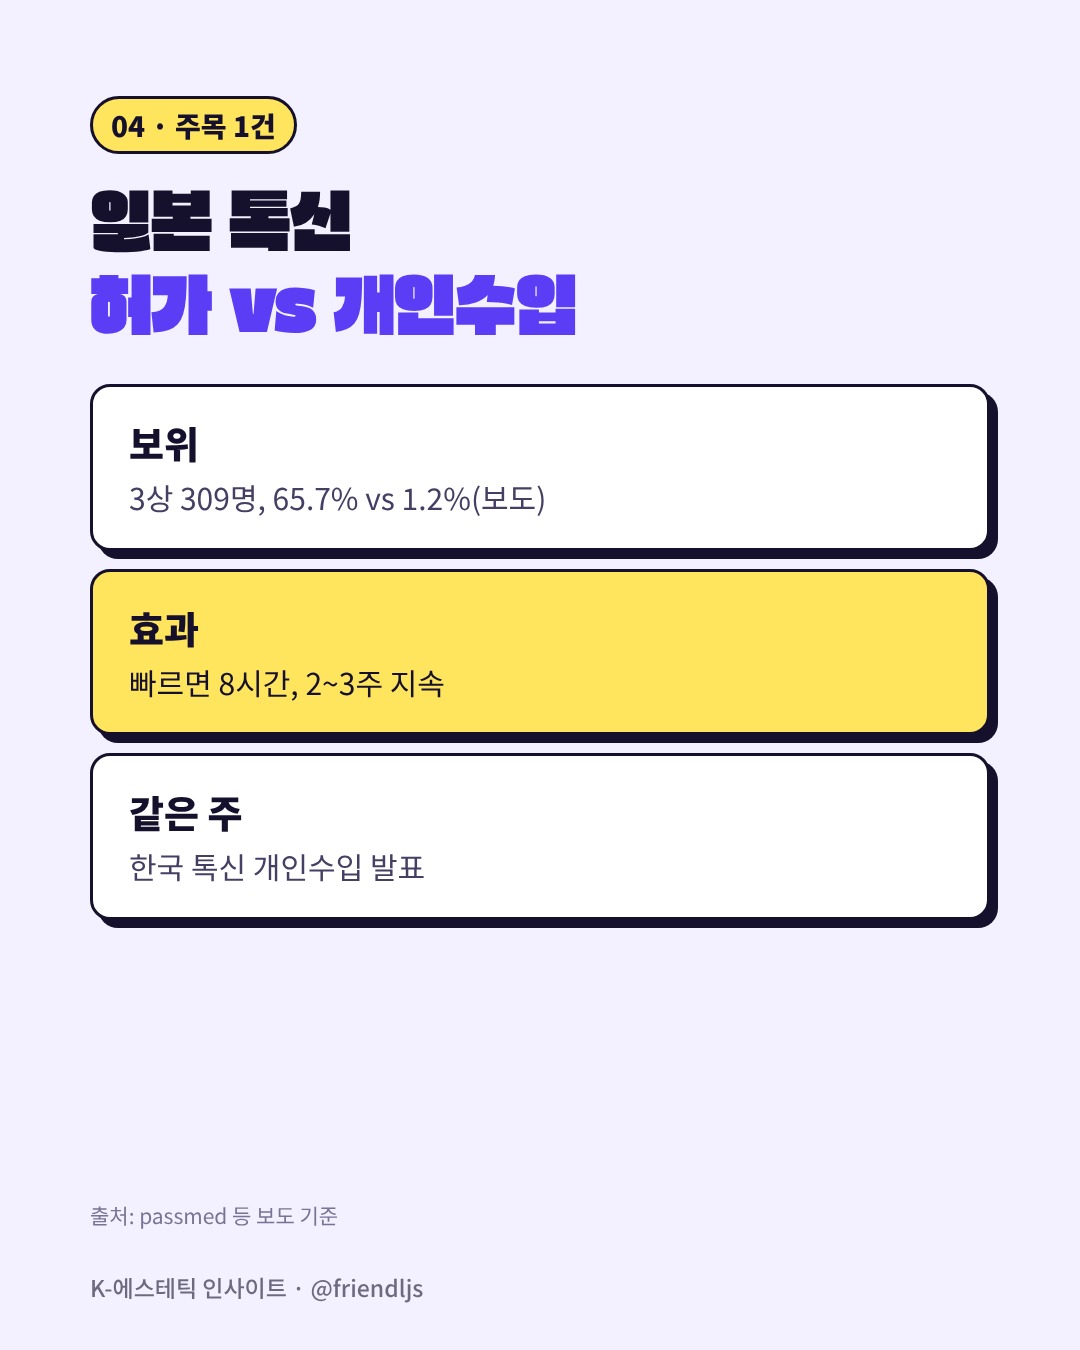 04 · 주목 1건
일본 톡신
허가 vs 개인수입
보위
3상 309명, 65.7% vs 1.2%(보도)
효과
빠르면 8시간, 2~3주 지속
같은 주
한국 톡신 개인수입 발표
출처: passmed 등 보도 기준
K-에스테틱 인사이트 · @friendljs